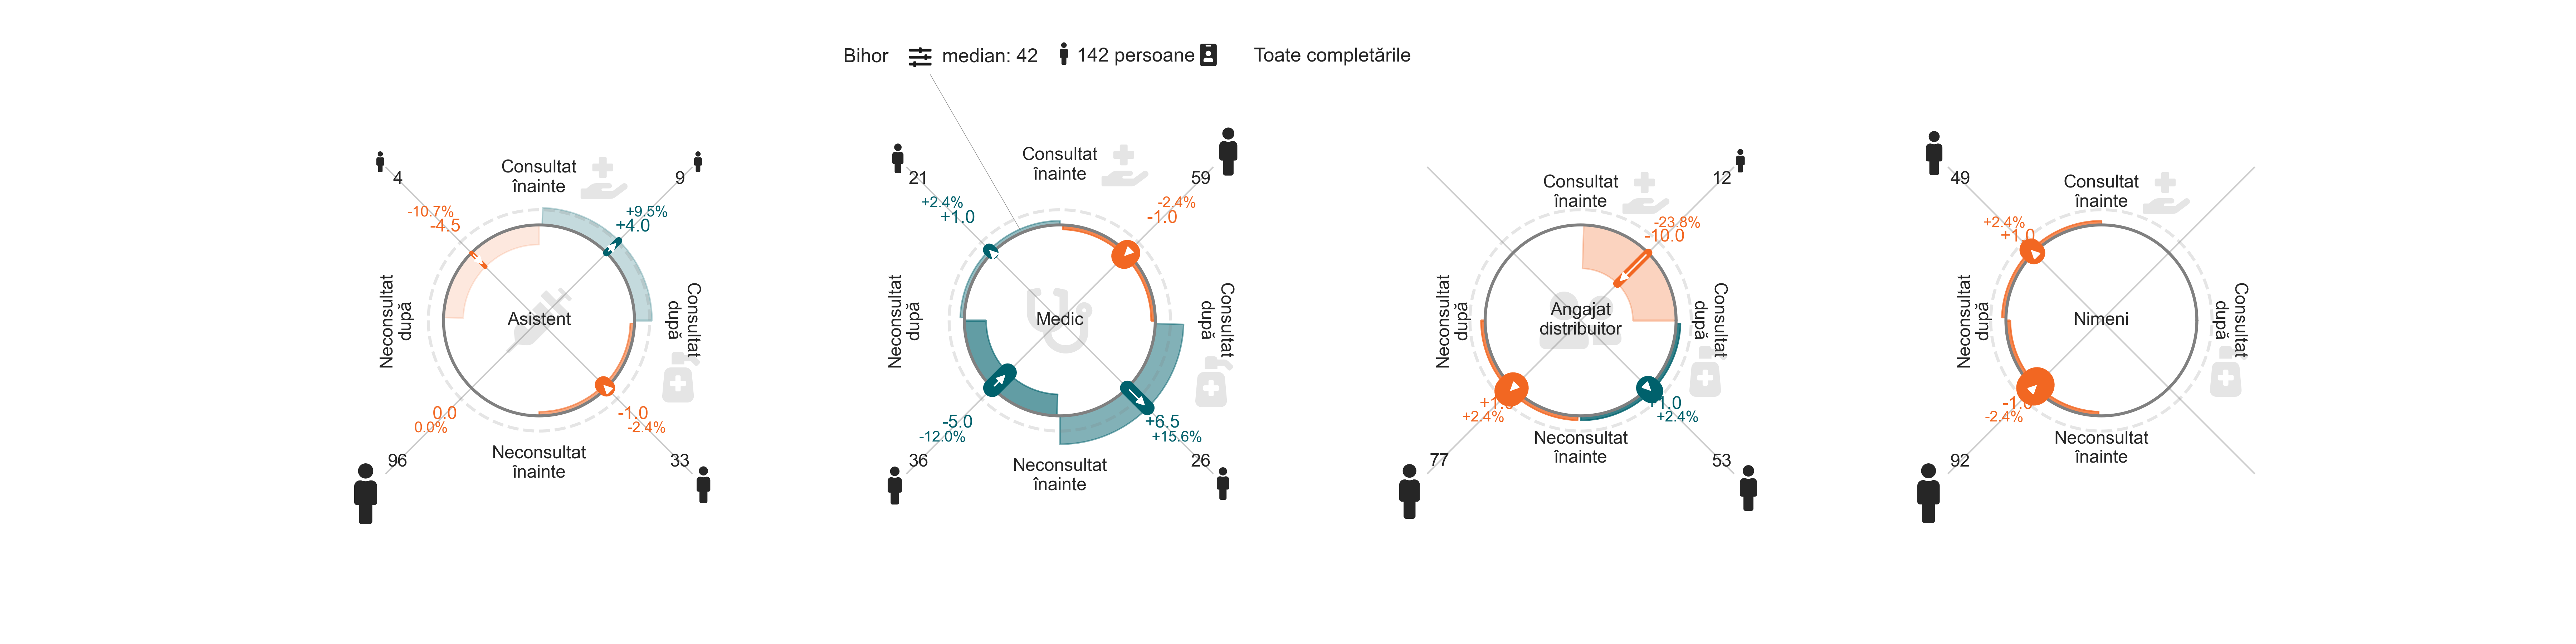 Bihor median: 42 142 persoane Toate completările
4
Consultat
înainte
9
-10.7%
-4.5
+9.5%
+4.0
Neconsultat
după
Asistent
Consultat
după
0.0
0.0%
-1.0
-2.4%
Neconsultat
înainte
96
33
21
Consultat
înainte
59
+2.4%
+1.0
-2.4%
-1.0
Neconsultat
după
Medic
Consultat
după
-5.0
-12.0%
+6.5
+15.6%
Neconsultat
înainte
36
26
Consultat
înainte
12
-23.8%
-10.0
Neconsultat
după
Angajat
distribuitor
Consultat
după
+1.0
+2.4%
+1.0
+2.4%
Neconsultat
înainte
77
53
49
Consultat
înainte
+2.4%
+1.0
Neconsultat
după
Nimeni
Consultat
după
-1.0
-2.4%
Neconsultat
înainte
92